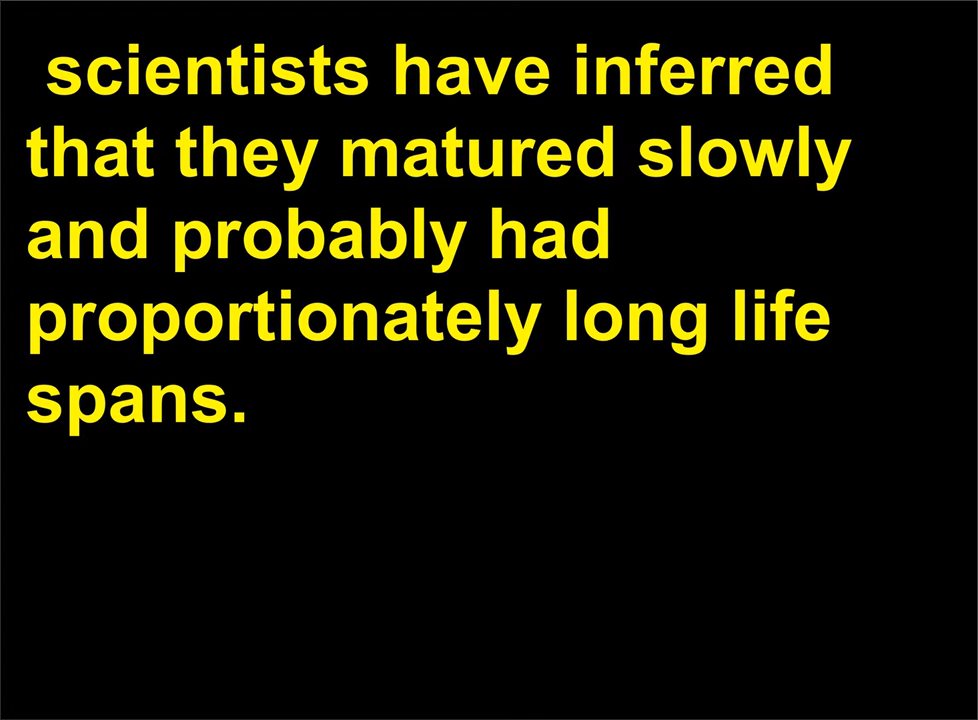 scientists have inferred
that they matured slowly
and probably had
proportionately long life
spans.